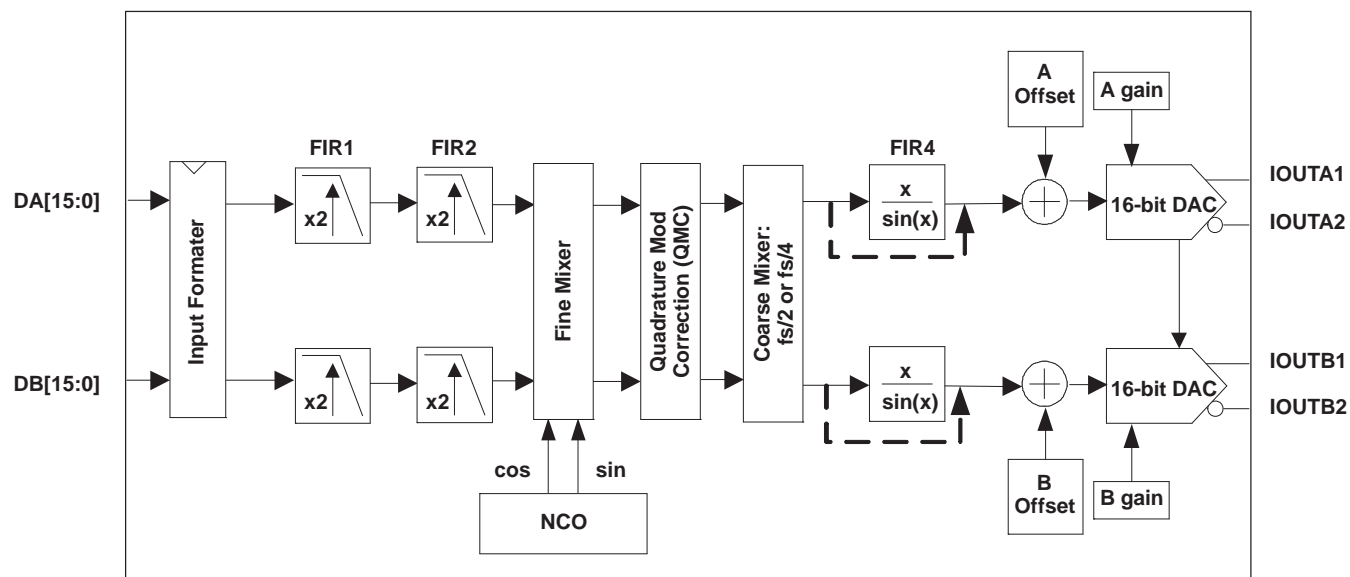 A
Offset
A gain
FIR1
FIR2
FIR4
DA[15:0]
Input Formater
x2
x2
Fine Mixer
Quadrature Mod
Correction (QMC)
Coarse Mixer:
fs/2 or fs/4
x
sin(x)
16-bit DAC
IOUTA1
IOUTA2
DB[15:0]
x2
x2
x
sin(x)
16-bit DAC
IOUTB1
IOUTB2
cos
sin
NCO
B
Offset
B gain